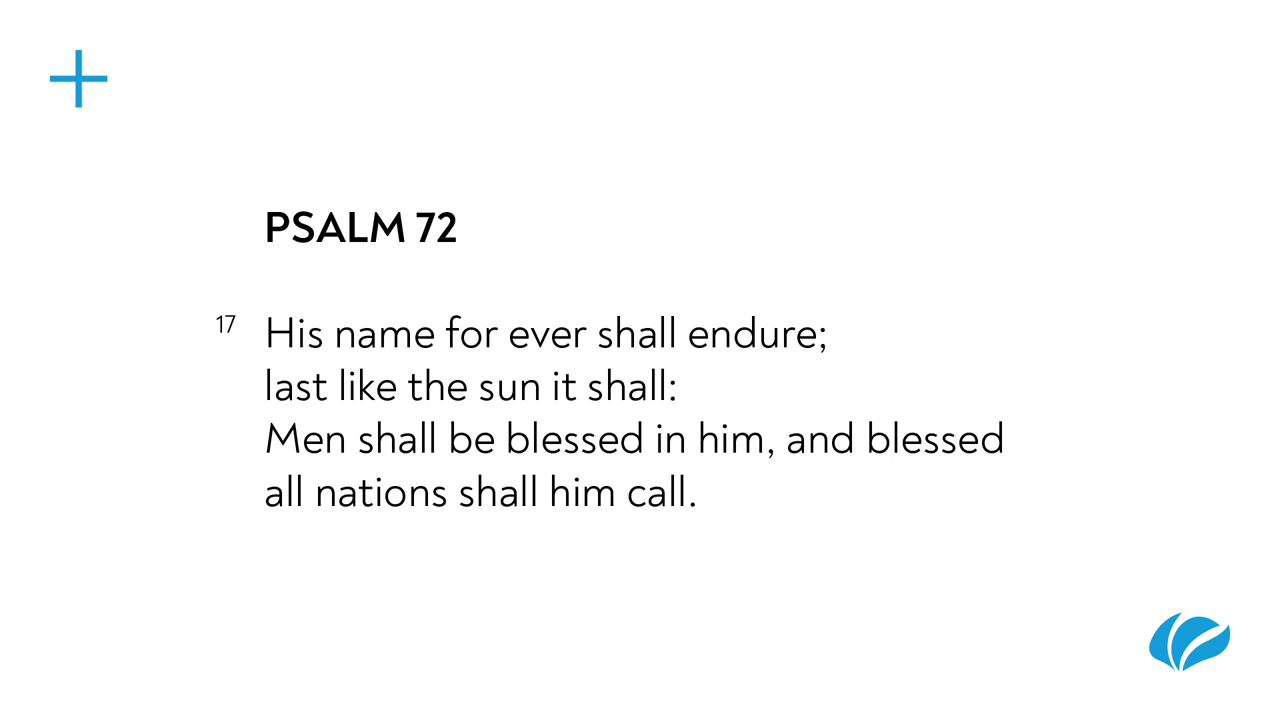 PSALM 72
17 His name for ever shall endure;
last like the sun it shall:
Men shall be blessed in him, and blessed
all nations shall him call.